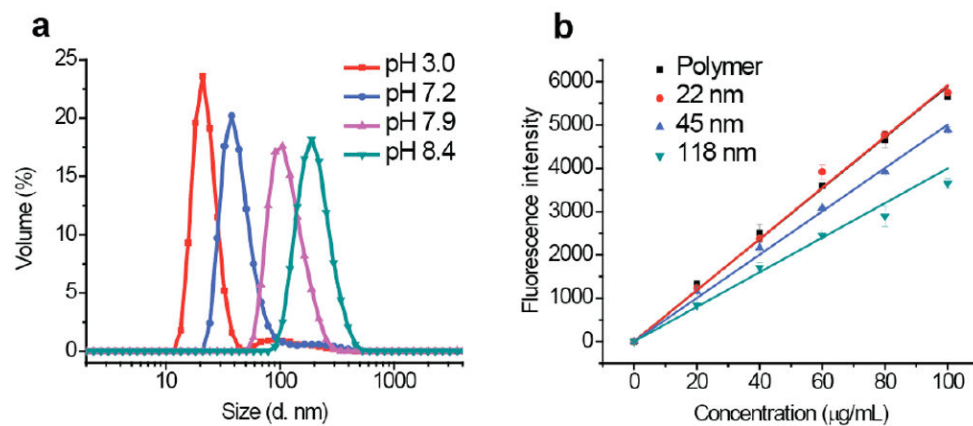 a
25
20
15
10
5
0
Volume (%)
10
100
1000
Size (d. nm)
pH 3.0
pH 7.2
pH 7.9
pH 8.4
b
6000
5000
4000
3000
2000
1000
0
Fluorescence intensity
0
20
40
60
80
100
Concentration (μg/mL)
Polymer
22 nm
45 nm
118 nm